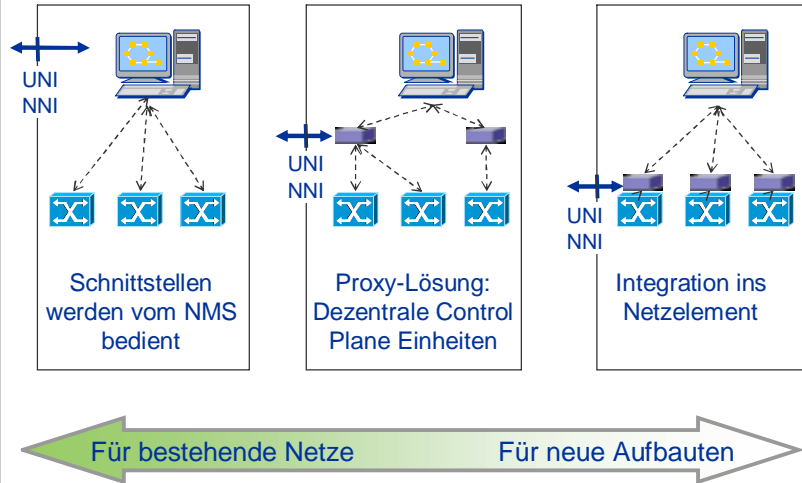 UNI
NNI
Schnittstellen
werden vom NMS
bedient
UNI
NNI
Proxy-Lösung:
Dezentrale Control
Plane Einheiten
UNI
NNI
Integration ins
Netzelement
Für bestehende Netze
Für neue Aufbauten